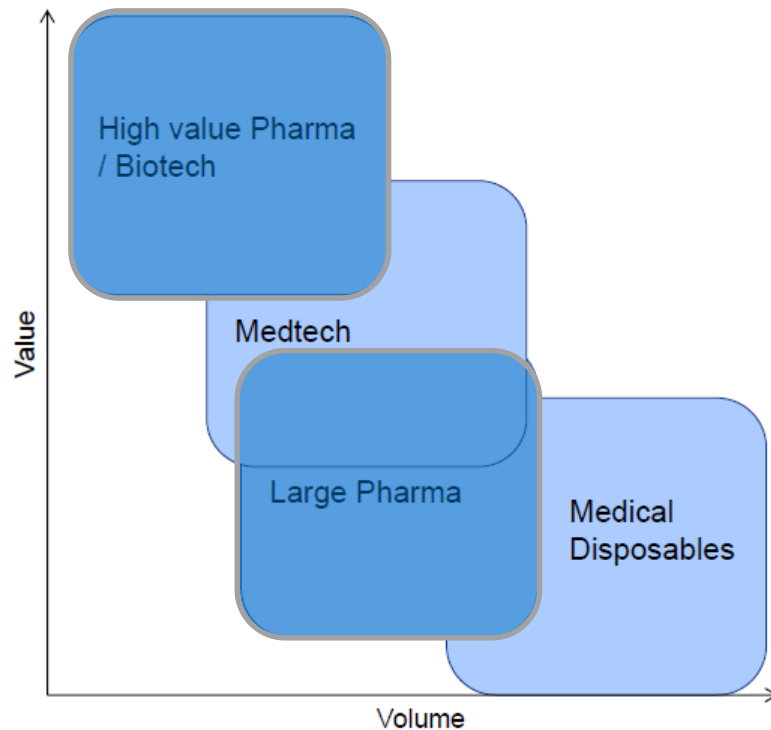 High value Pharma
/ Biotech
Medtech
Value
Large Pharma
Medical
Disposables
Volume